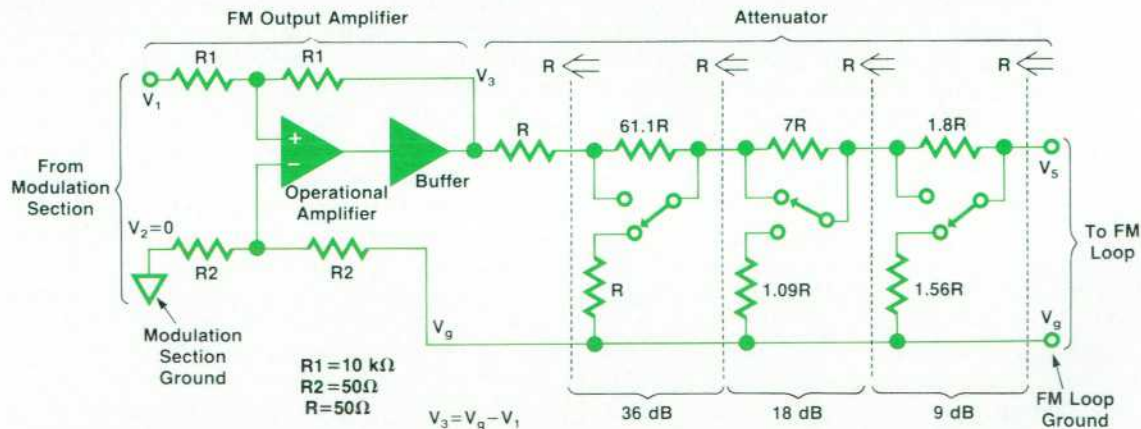 FM Output Amplifier
Attenuator
R1
R1
V1
V3
R
R
R
R
R
61.1R
7R
1.8R
V5
+
−
Operational
Amplifier
Buffer
From
Modulation
Section
V2=0
R2
R2
R
1.09R
1.56R
To FM
Loop
Vg
Vg
Modulation
Section
Ground
R1=10 kΩ
R2=50Ω
R=50Ω
V3=Vg−V1
36 dB
18 dB
9 dB
FM Loop
Ground